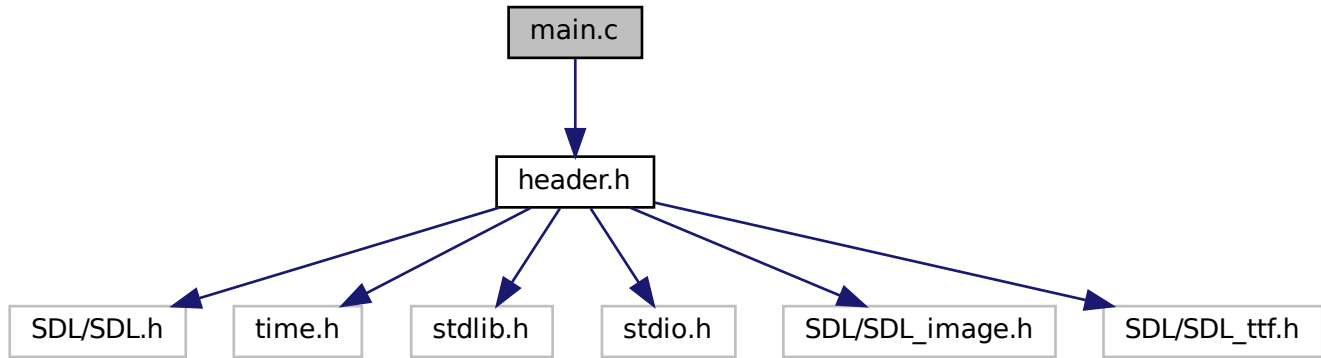 main.c
header.h
SDL/SDL.h
time.h
stdlib.h
stdio.h
SDL/SDL_image.h
SDL/SDL_ttf.h